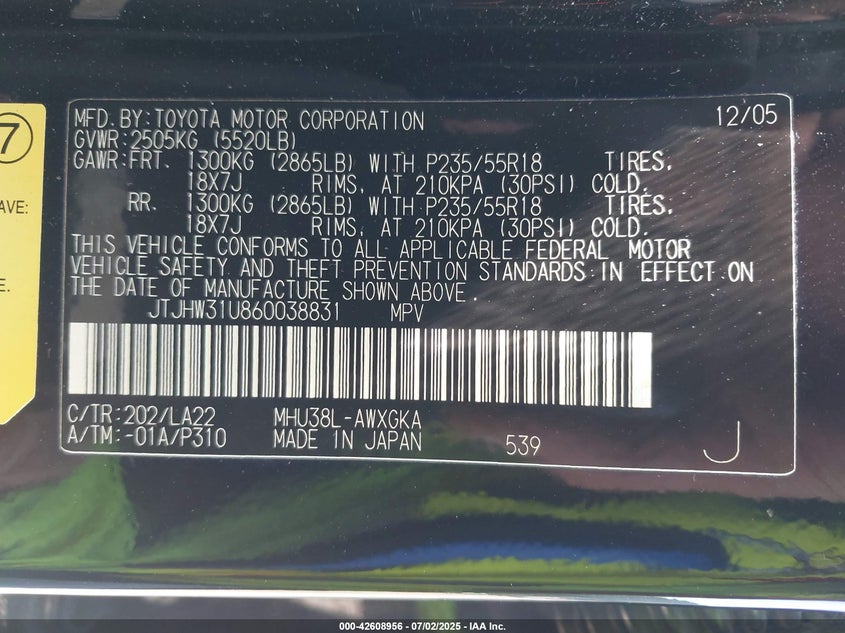 7
AVE:
E.
MFD.BY:TOYOTA MOTOR CORPORATION 12/05
GVWR:2505KG (5520LB)
GAWR:FRT. 1300KG (2865LB) WITH P235/55R18 TIRES,
18X7J RIMS, AT 210KPA (30PSI) COLD.
RR. 1300KG (2865LB) WITH P235/55R18 TIRES,
18X7J RIMS, AT 210KPA (30PSI) COLD.
THIS VEHICLE CONFORMS TO ALL APPLICABLE FEDERAL MOTOR
VEHICLE SAFETY AND THEFT PREVENTION STANDARDS IN EFFECT ON
THE DATE OF MANUFACTURE SHOWN ABOVE.
JTJHW31U860038831 MPV
C/TR:202/LA22 MHU38L-AWXGKA
A/TM:-01A/P310 MADE IN JAPAN 539 J
000-42608956 - 07/02/2025 - IAA Inc.